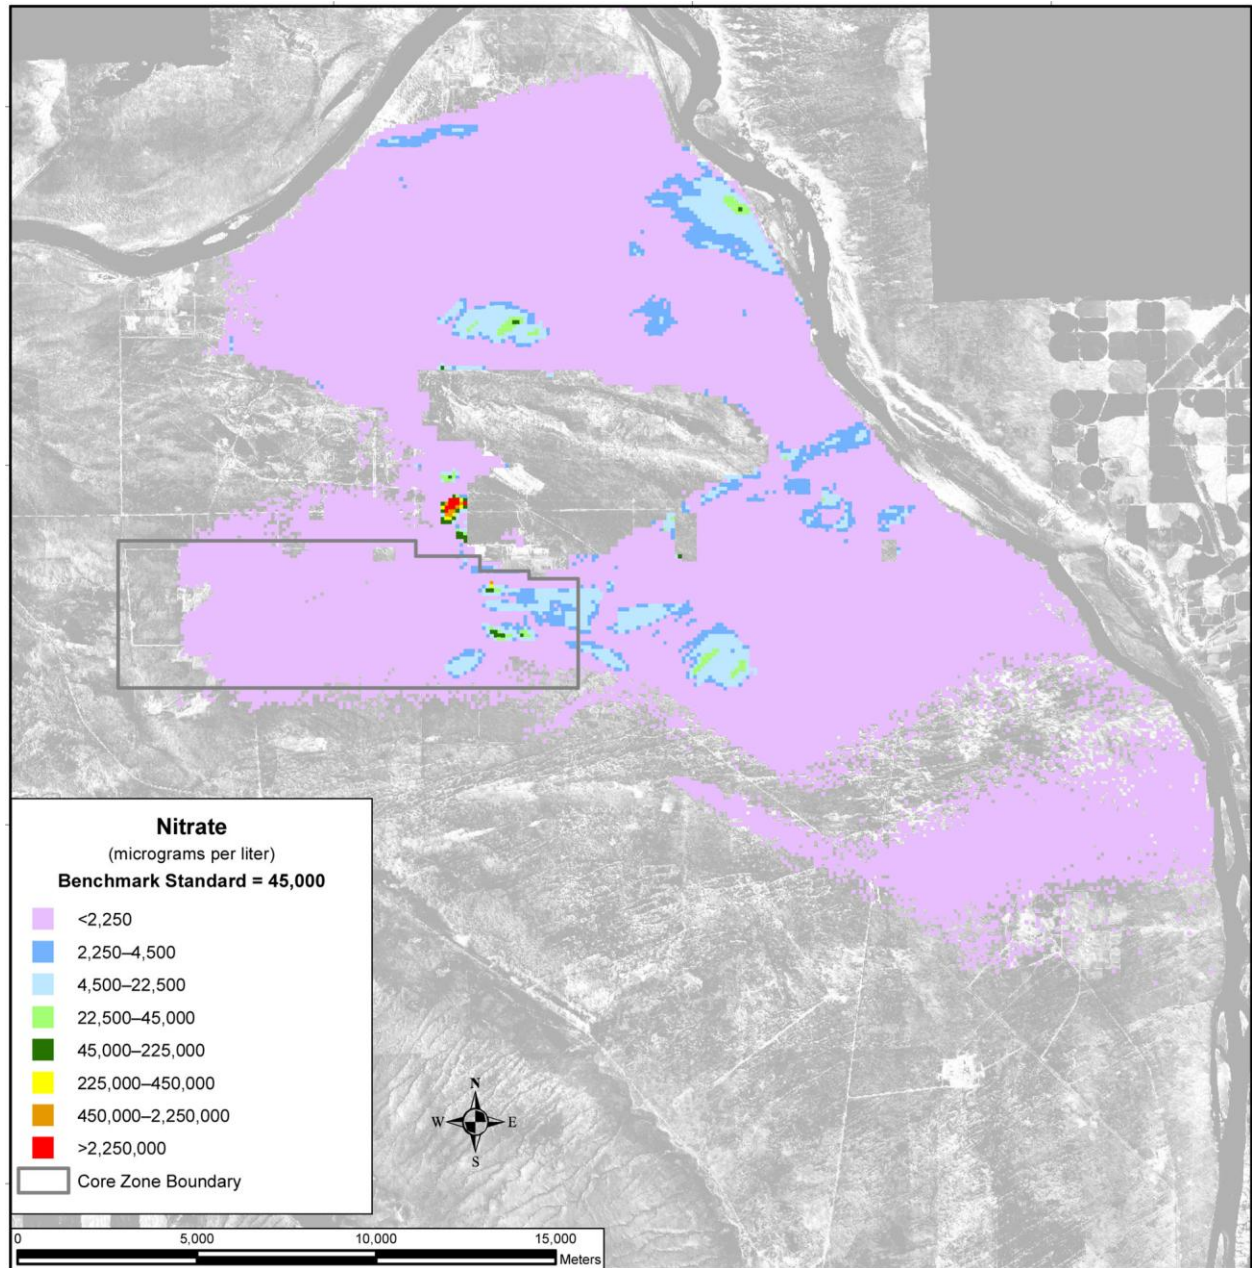 Nitrate
(micrograms per liter)
Benchmark Standard = 45,000
<2,250
2,250–4,500
4,500–22,500
22,500–45,000
45,000–225,000
225,000–450,000
450,000–2,250,000
>2,250,000
Core Zone Boundary
N
W E
S
0 5,000 10,000 15,000
Meters